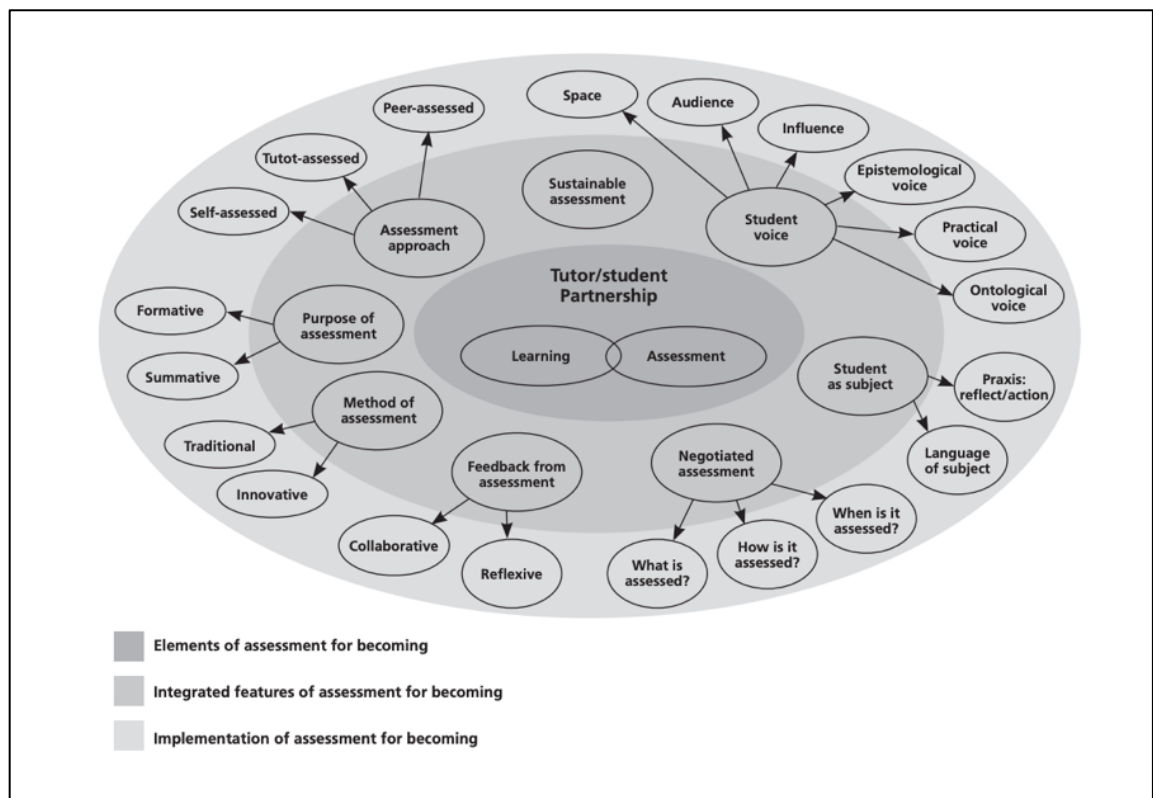 Peer-assessed
Space
Audience
Influence
Tutot-assessed
Sustainable
assessment
Epistemological
voice
Self-assessed
Assessment
approach
Student
voice
Practical
voice
Tutor/student
Partnership
Ontological
voice
Formative
Purpose of
assessment
Learning
Assessment
Student
as subject
Summative
Praxis:
reflect/action
Method of
assessment
Traditional
Innovative
Feedback from
assessment
Negotiated
assessment
Language
of subject
Collaborative
Reflexive
What is
assessed?
How is it
assessed?
When is it
assessed?
Elements of assessment for becoming
Integrated features of assessment for becoming
Implementation of assessment for becoming